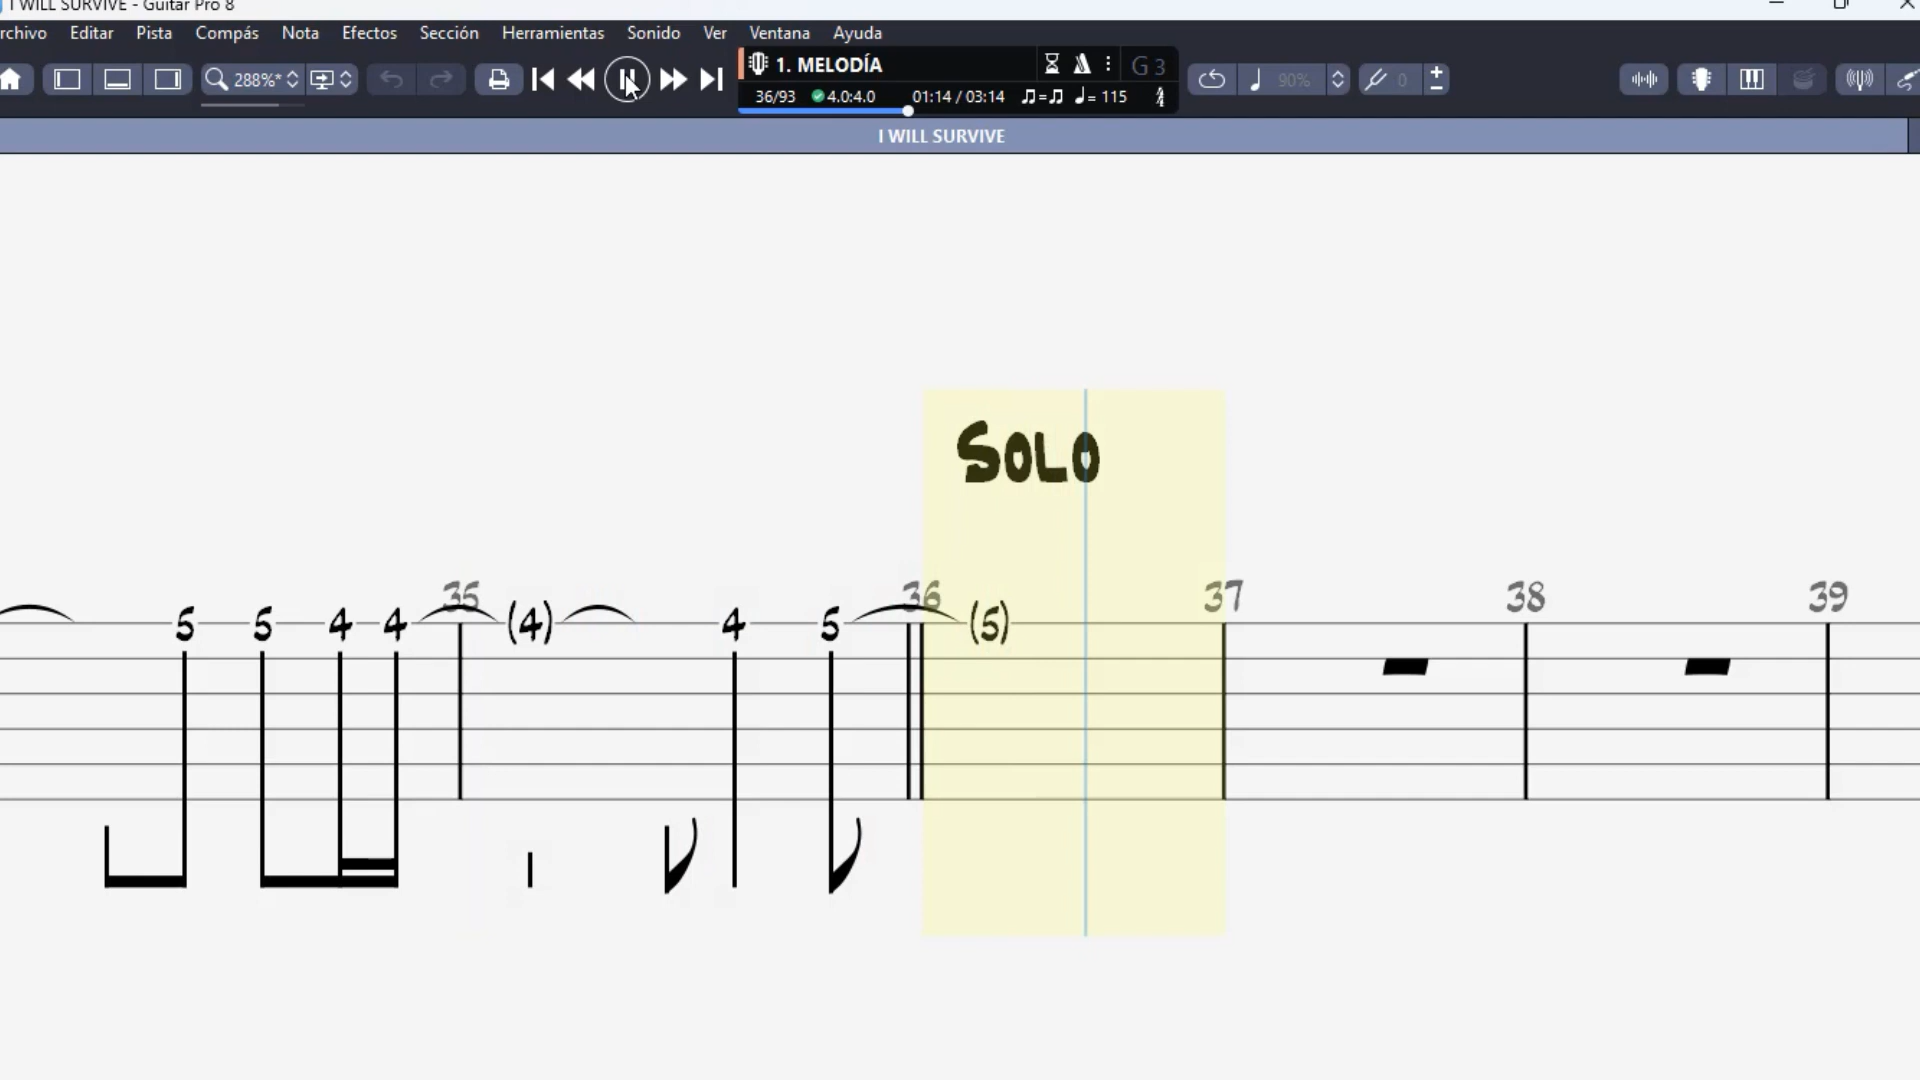 I WILL SURVIVE - Guitar Pro 8
rchivo Editar Pista Compás Nota Efectos Sección Herramientas Sonido Ver Ventana Ayuda
288%* 1. MELODÍA G 3 90% 0
36/93 4.0:4.0 01:14 / 03:14 = = 115
I WILL SURVIVE
SOLO
35 36 37 38 39
5 5 4 4 (4) 4 5 (5)